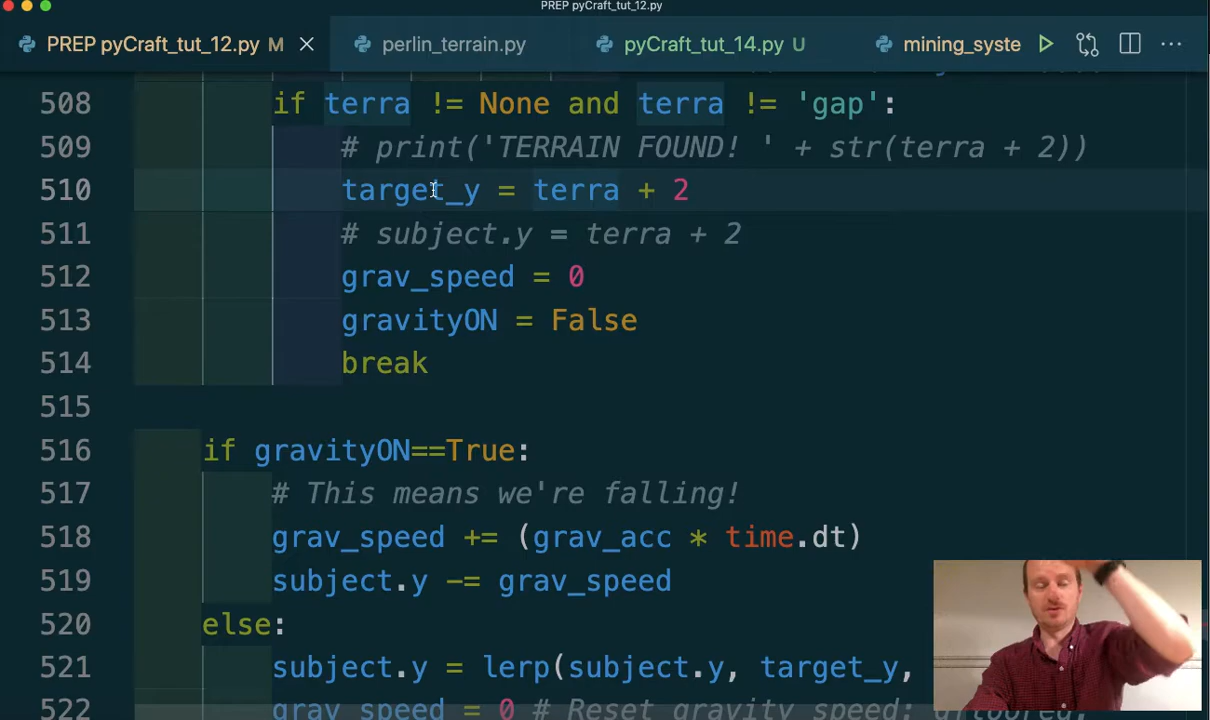 PREP pyCraft_tut_12.py
PREP pyCraft_tut_12.py M
perlin_terrain.py
pyCraft_tut_14.py U
mining_syste
508 if terra != None and terra != 'gap':
509 # print('TERRAIN FOUND! ' + str(terra + 2))
510 target_y = terra + 2
511 # subject.y = terra + 2
512 grav_speed = 0
513 gravityON = False
514 break
515
516 if gravityON==True:
517 # This means we're falling!
518 grav_speed += (grav_acc * time.dt)
519 subject.y -= grav_speed
520 else:
521 subject.y = lerp(subject.y, target_y,
522 grav_speed = 0 # Reset gravity speed: